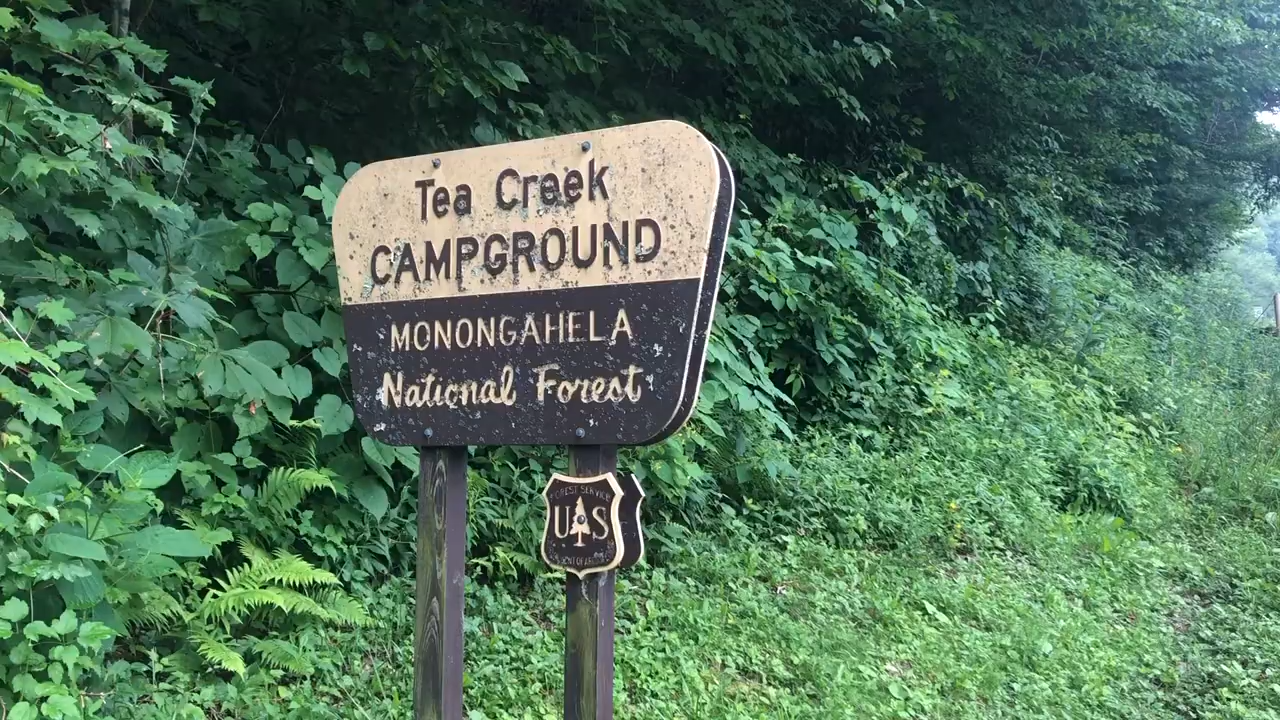 Tea Creek
CAMPGROUND
MONONGAHELA
National Forest
FOREST SERVICE
U S